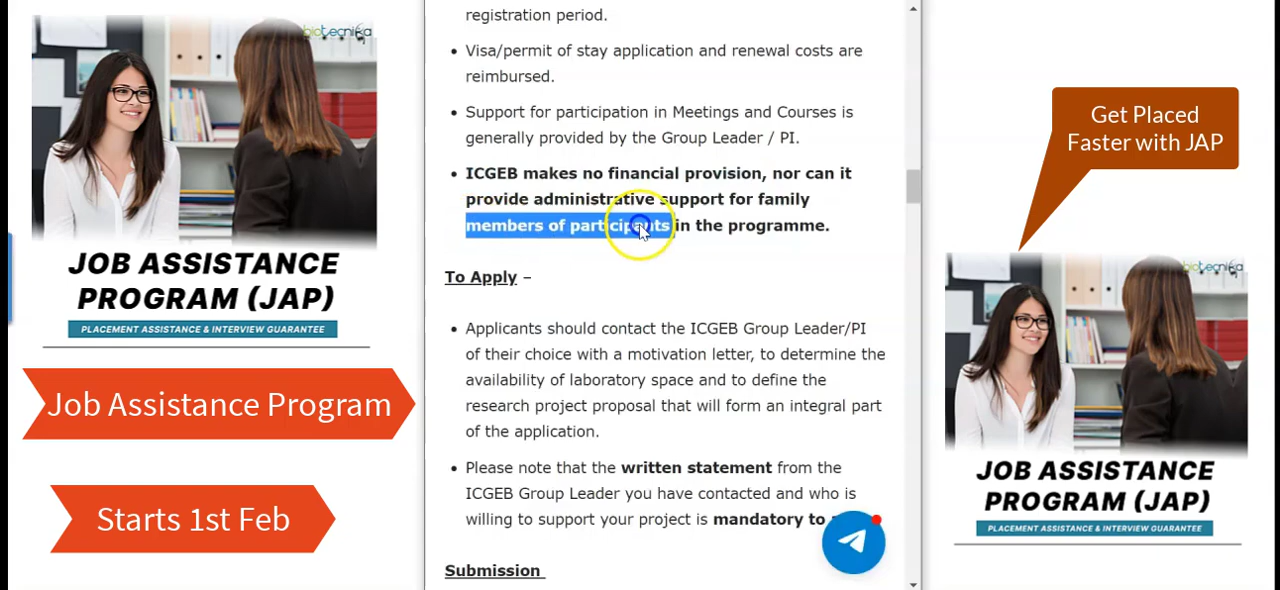 biotecnika
JOB ASSISTANCE
PROGRAM (JAP)
PLACEMENT ASSISTANCE & INTERVIEW GUARANTEE
Job Assistance Program
Starts 1st Feb
registration period.
• Visa/permit of stay application and renewal costs are
reimbursed.
• Support for participation in Meetings and Courses is
generally provided by the Group Leader / PI.
• ICGEB makes no financial provision, nor can it
provide administrative support for family
members of participants in the programme.
To Apply –
• Applicants should contact the ICGEB Group Leader/PI
of their choice with a motivation letter, to determine the
availability of laboratory space and to define the
research project proposal that will form an integral part
of the application.
• Please note that the written statement from the
ICGEB Group Leader you have contacted and who is
willing to support your project is mandatory to
Submission
Get Placed
Faster with JAP
biotecnika
JOB ASSISTANCE
PROGRAM (JAP)
PLACEMENT ASSISTANCE & INTERVIEW GUARANTEE